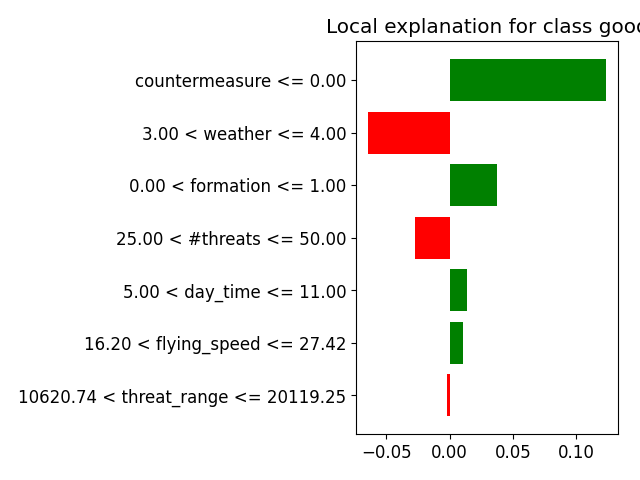 Local explanation for class good
countermeasure <= 0.00
3.00 < weather <= 4.00
0.00 < formation <= 1.00
25.00 < #threats <= 50.00
5.00 < day_time <= 11.00
16.20 < flying_speed <= 27.42
10620.74 < threat_range <= 20119.25
−0.05 0.00 0.05 0.10